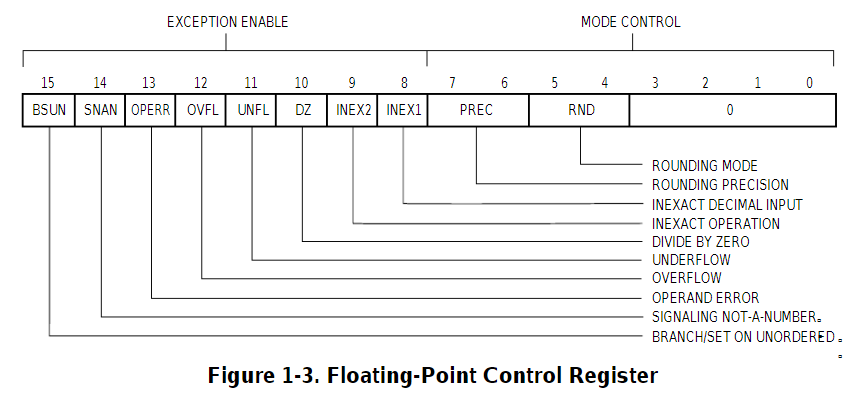 EXCEPTION ENABLE MODE CONTROL
15 14 13 12 11 10 9 8 7 6 5 4 3 2 1 0
BSUN SNAN OPERR OVFL UNFL DZ INEX2 INEX1 PREC RND 0
ROUNDING MODE
ROUNDING PRECISION
INEXACT DECIMAL INPUT
INEXACT OPERATION
DIVIDE BY ZERO
UNDERFLOW
OVERFLOW
OPERAND ERROR
SIGNALING NOT-A-NUMBER
BRANCH/SET ON UNORDERED
Figure 1-3. Floating-Point Control Register